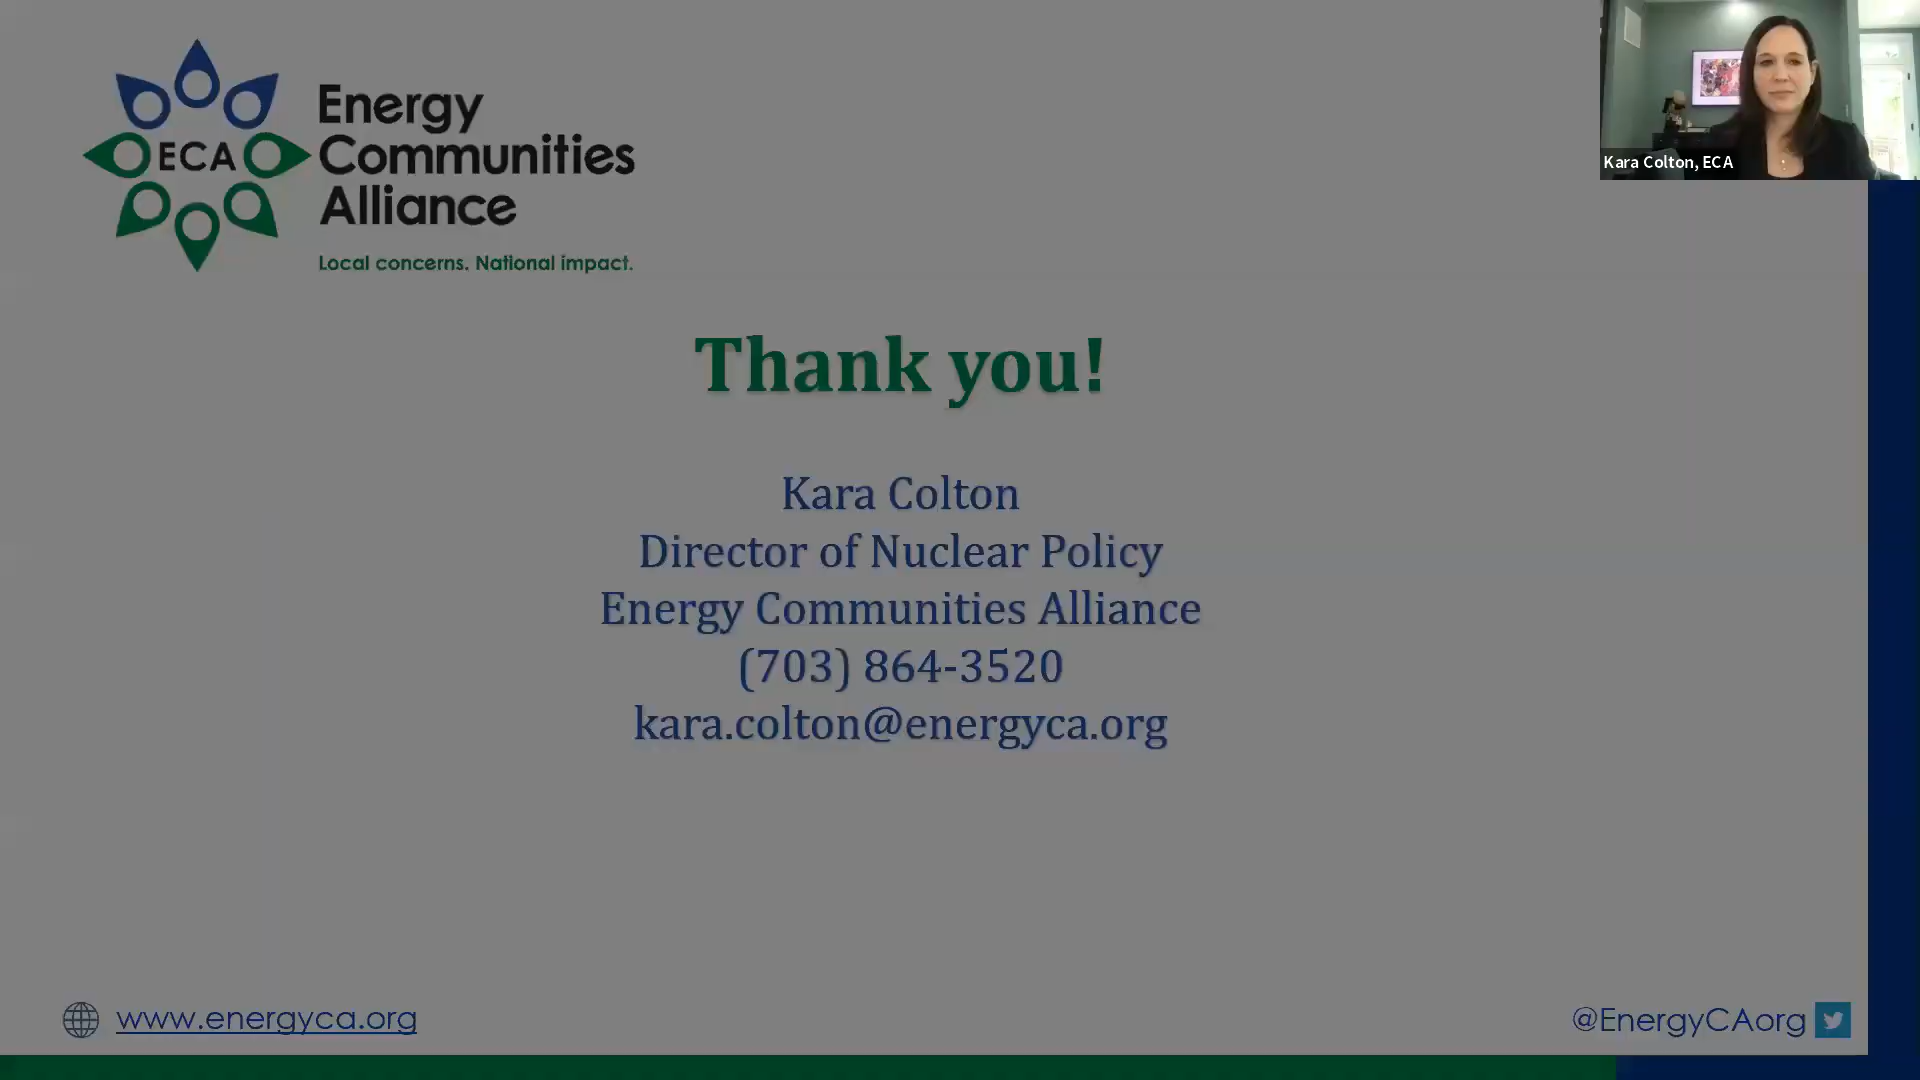 ECA
Energy
Communities
Alliance
Local concerns. National impact.
Kara Colton, ECA
Thank you!
Kara Colton
Director of Nuclear Policy
Energy Communities Alliance
(703) 864-3520
kara.colton@energyca.org
www.energyca.org
@EnergyCAorg